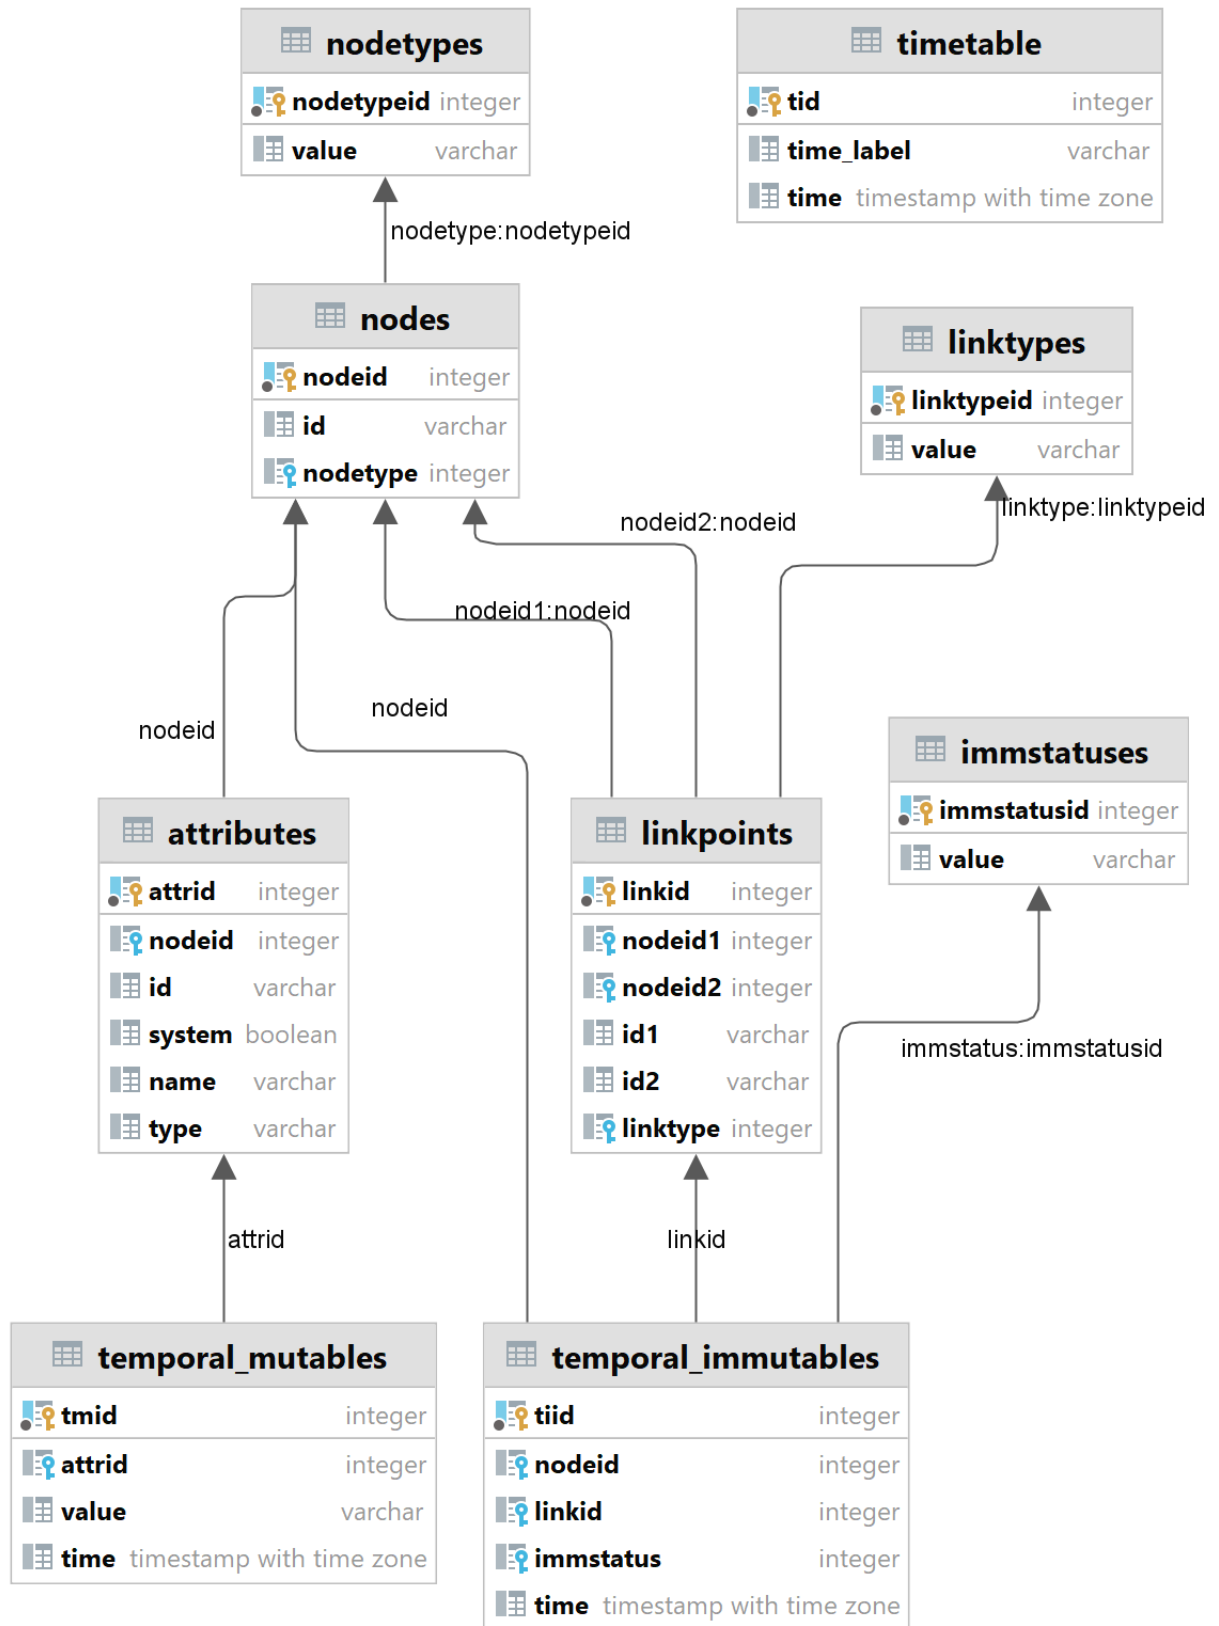 nodetypes
nodetypeid integer
value varchar
timetable
tid integer
time_label varchar
time timestamp with time zone
nodetype:nodetypeid
nodes
nodeid integer
id varchar
nodetype integer
linktypes
linktypeid integer
value varchar
linktype:linktypeid
nodeid2:nodeid
nodeid1:nodeid
nodeid
nodeid
immstatuses
immstatusid integer
value varchar
attributes
attrid integer
nodeid integer
id varchar
system boolean
name varchar
type varchar
linkpoints
linkid integer
nodeid1 integer
nodeid2 integer
id1 varchar
id2 varchar
linktype integer
immstatus:immstatusid
attrid
linkid
temporal_mutables
tmid integer
attrid integer
value varchar
time timestamp with time zone
temporal_immutables
tiid integer
nodeid integer
linkid integer
immstatus integer
time timestamp with time zone